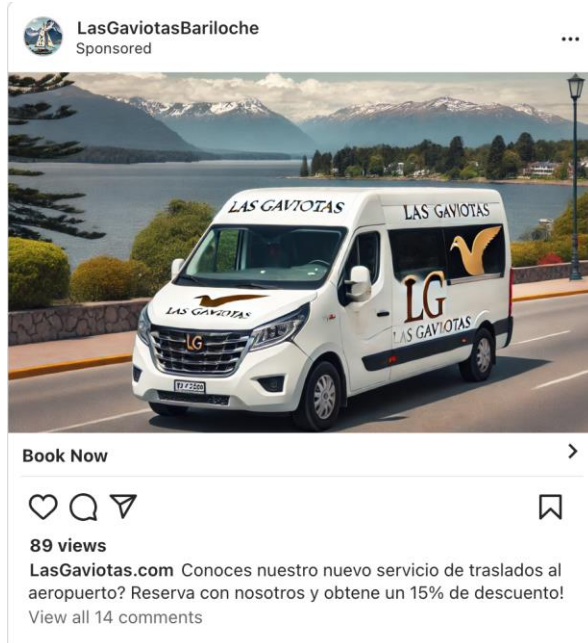 LasGaviotasBariloche
Sponsored
LAS GAVIOTAS
LAS GAVIOTAS
LG
LAS GAVIOTAS
LAS GAVIOTAS
LG
Book Now
89 views
LasGaviotas.com Conoces nuestro nuevo servicio de traslados al
aeropuerto? Reserva con nosotros y obtene un 15% de descuento!
View all 14 comments